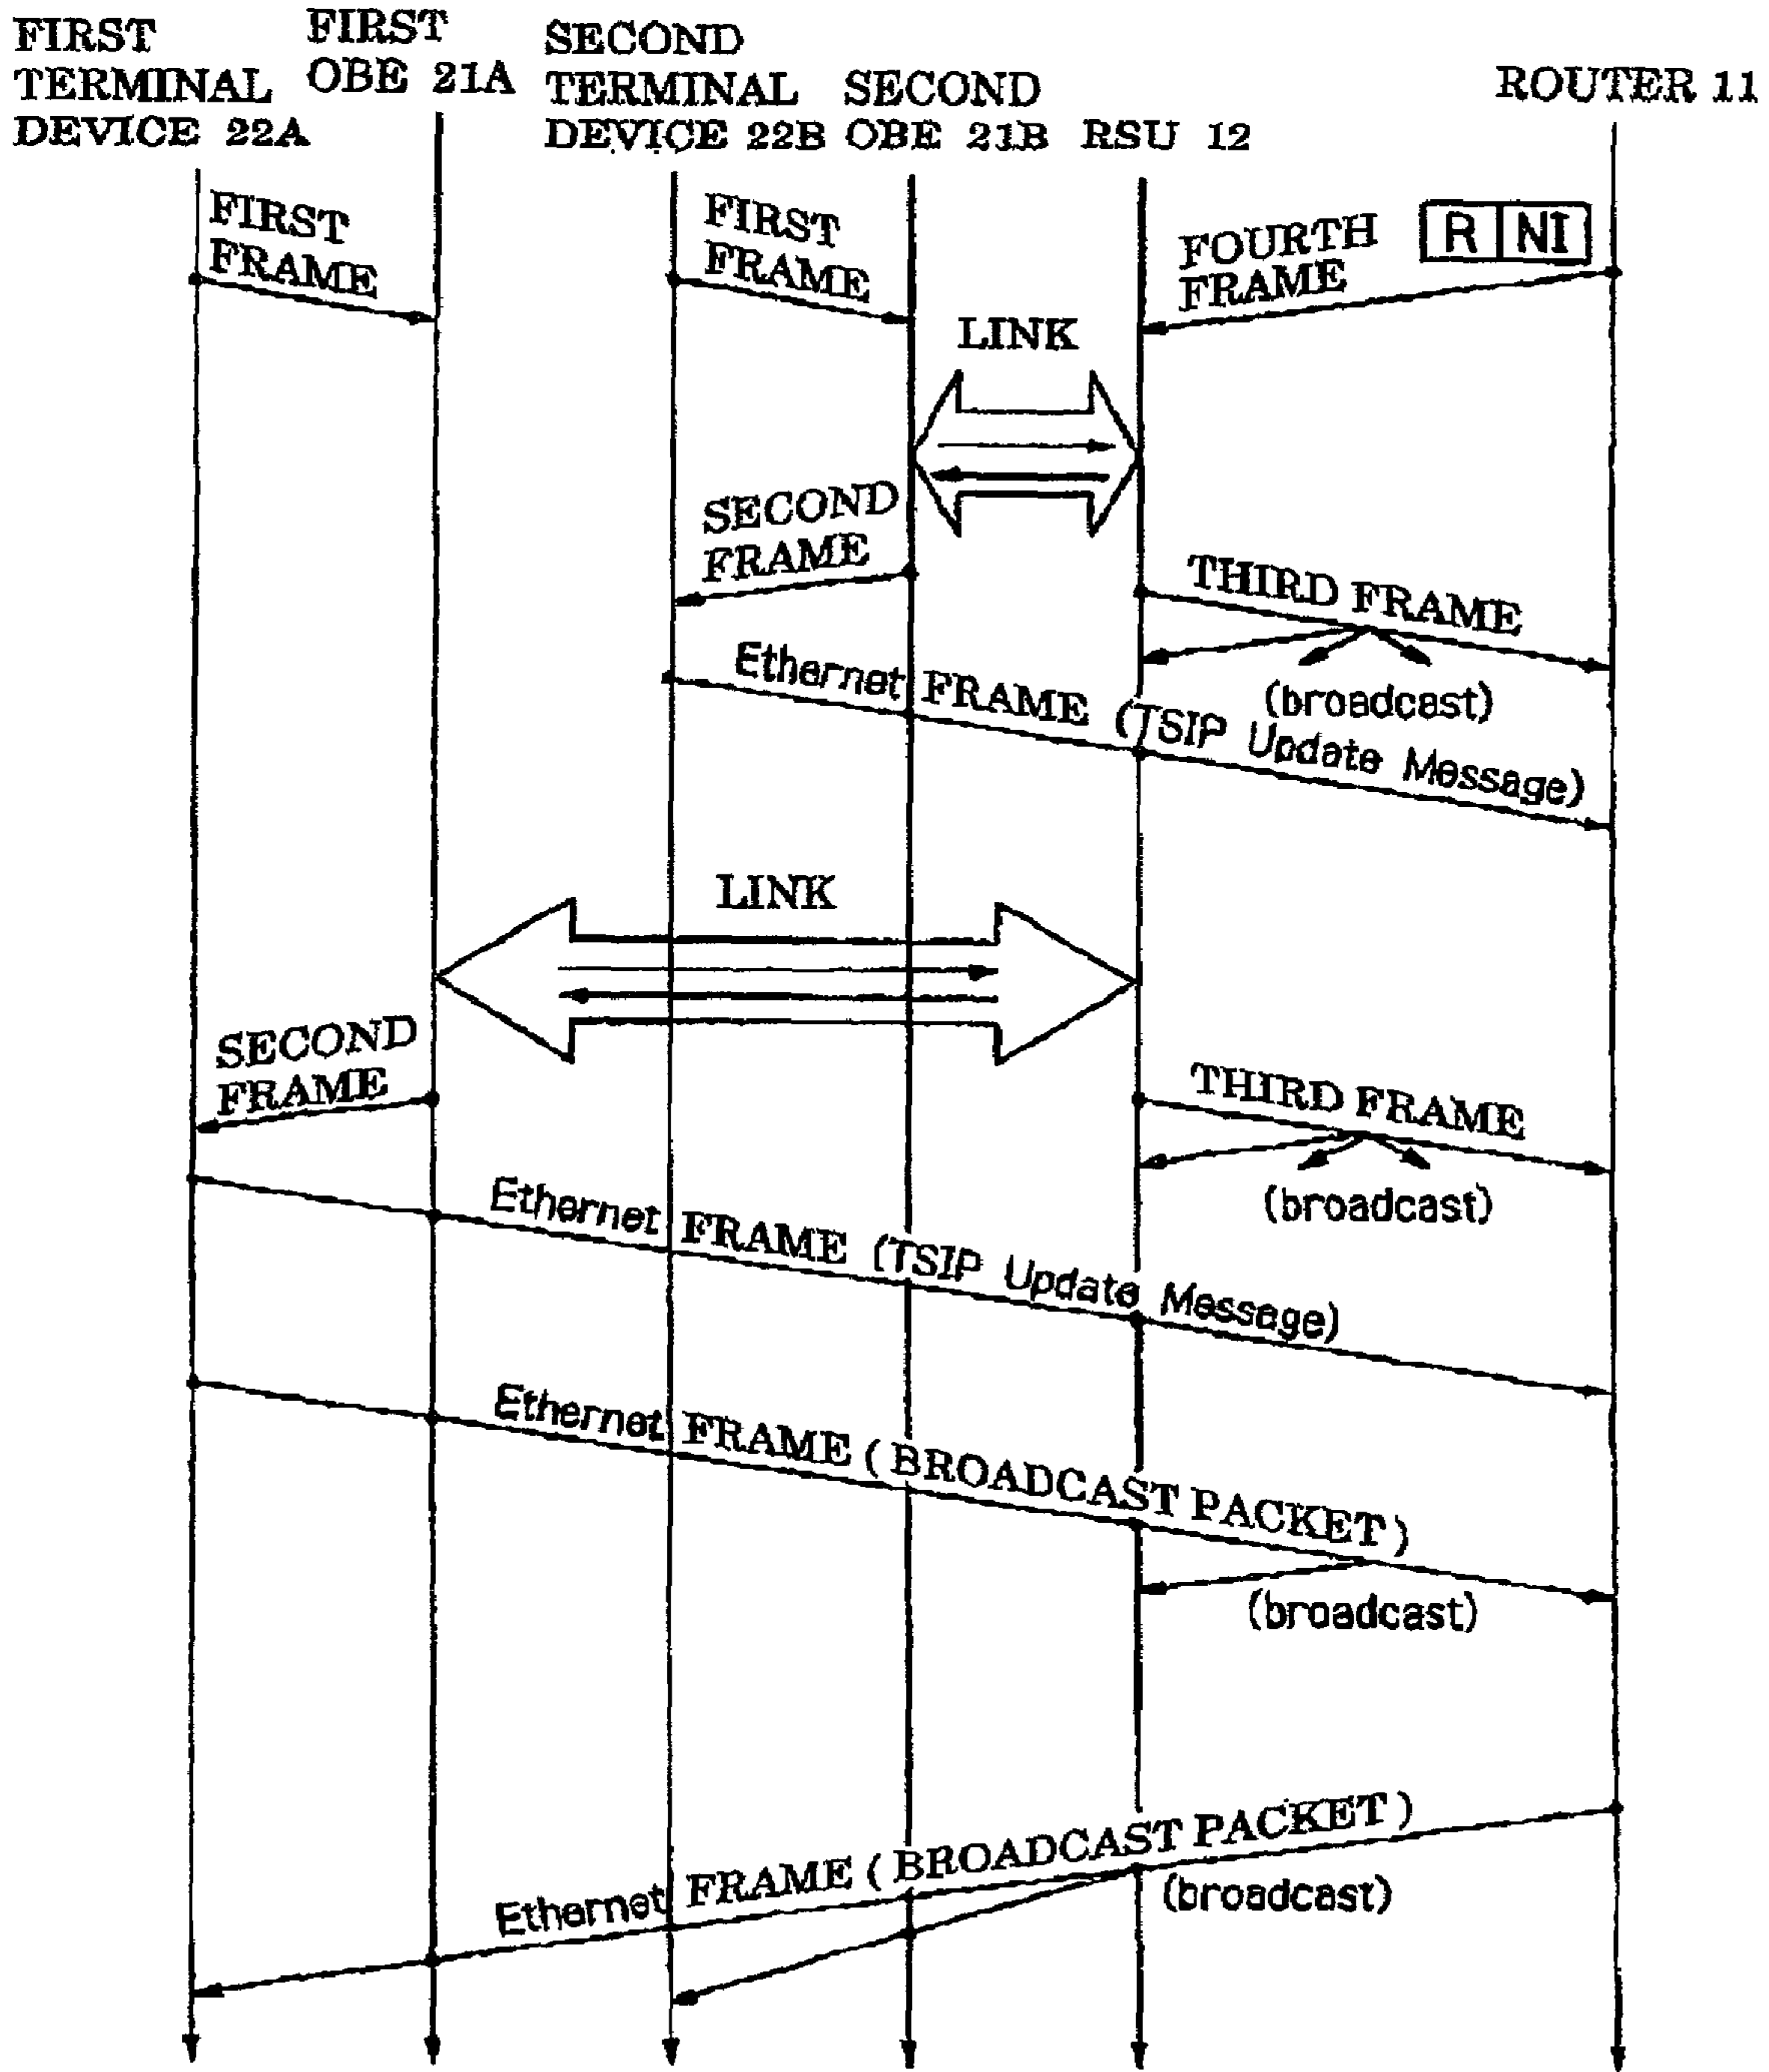 FIRST
TERMINAL
DEVICE 22A
FIRST
OBE 21A
SECOND
TERMINAL
DEVICE 22B
SECOND
OBE 21B
RSU 12
ROUTER 11
FIRST
FRAME
FIRST
FRAME
FOURTH
FRAME
R NI
LINK
SECOND
FRAME
THIRD FRAME
(broadcast)
Ethernet FRAME (TSIP Update Message)
LINK
SECOND
FRAME
THIRD FRAME
(broadcast)
Ethernet FRAME (TSIP Update Message)
Ethernet FRAME (BROADCAST PACKET)
(broadcast)
Ethernet FRAME (BROADCAST PACKET)
(broadcast)